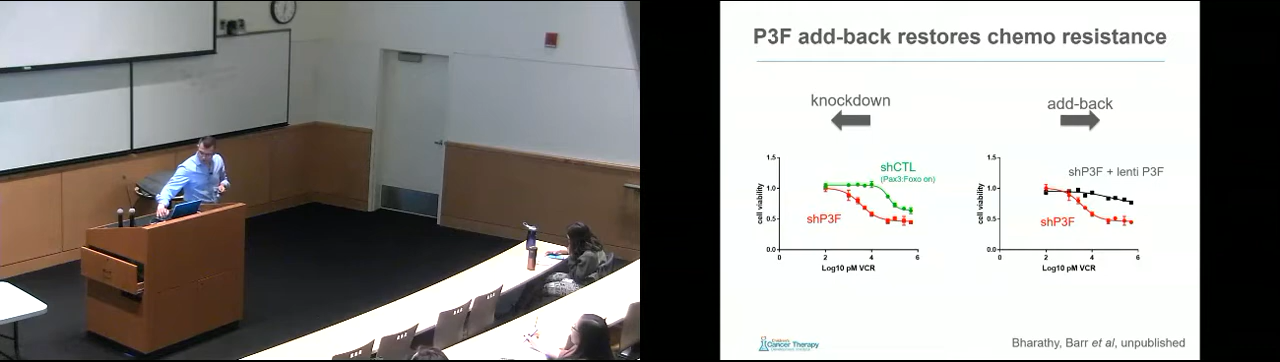 P3F add-back restores chemo resistance
knockdown
add-back
1.5
1.0
0.5
0.0
cell viability
shCTL
(Pax3:Foxo on)
shP3F
0
2
4
6
Log10 pM VCR
1.5
1.0
0.5
0.0
cell viability
shP3F + lenti P3F
shP3F
0
2
4
6
Log10 pM VCR
Children's
Cancer Therapy
Bharathy, Barr et al, unpublished